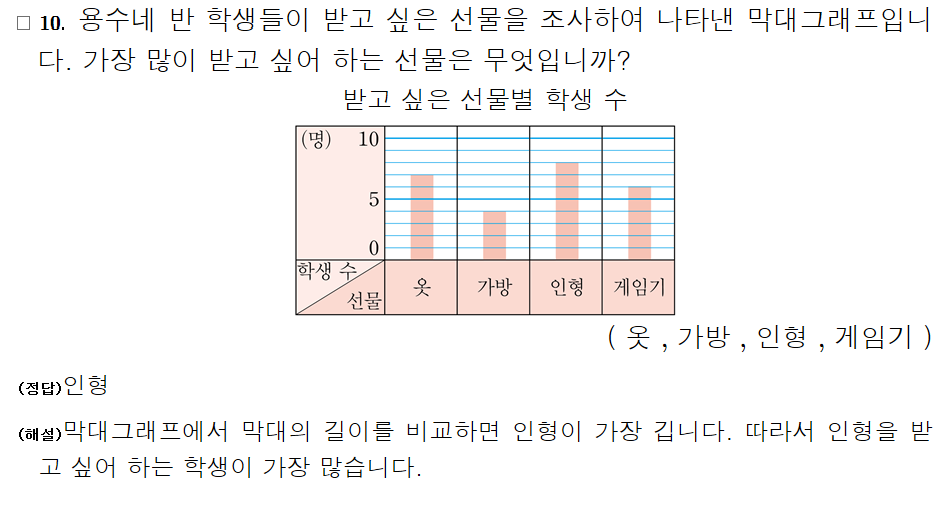 □ 10. 용수네 반 학생들이 받고 싶은 선물을 조사하여 나타낸 막대그래프입니
다. 가장 많이 받고 싶어 하는 선물은 무엇입니까?
받고 싶은 선물별 학생 수
(명) 10
5
0
학생 수
선물
옷 가방 인형 게임기
( 옷 , 가방 , 인형 , 게임기 )
(정답)인형
(해설)막대그래프에서 막대의 길이를 비교하면 인형이 가장 깁니다. 따라서 인형을 받
고 싶어 하는 학생이 가장 많습니다.